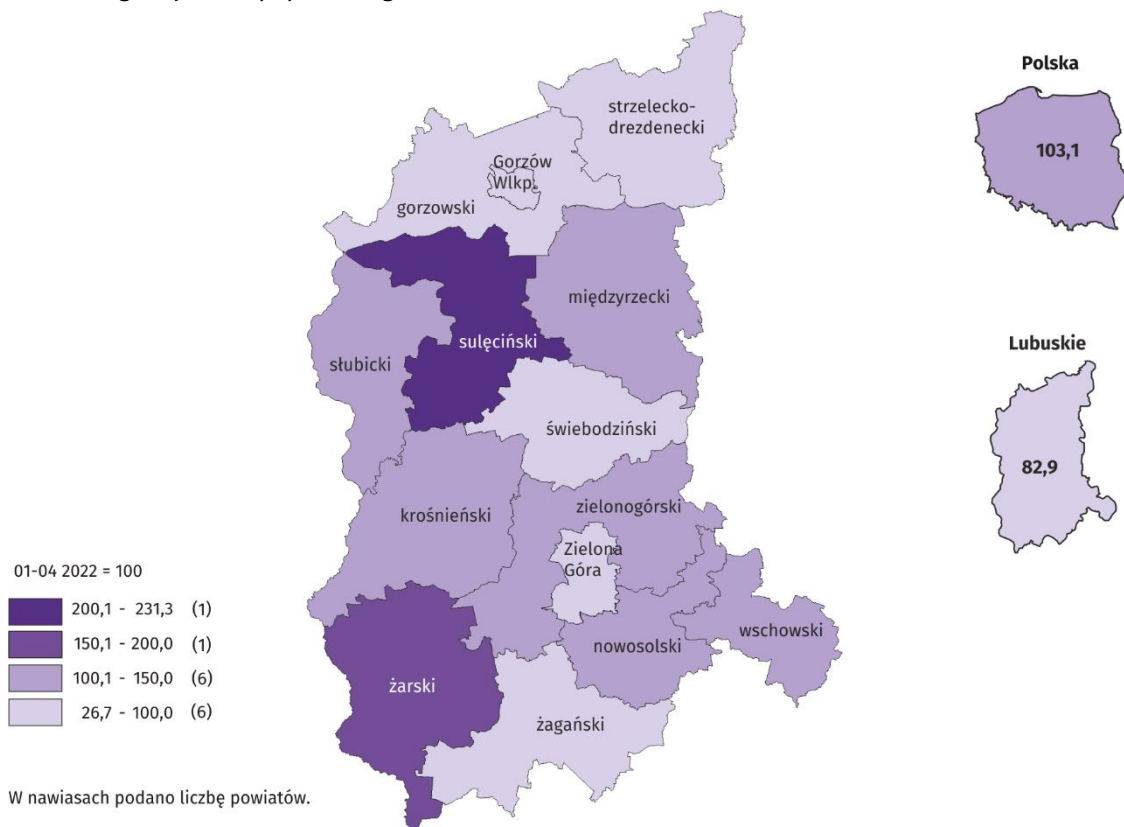 strzelecko-
drezdenecki
Gorzów
Wlkp.
gorzowski
międzyrzecki
sulęciński
słubicki
świebodziński
krośnieński
zielonogórski
Zielona
Góra
nowosolski
wschowski
żarski
żagański
Polska
103,1
Lubuskie
82,9
01-04 2022 = 100
200,1 - 231,3 (1)
150,1 - 200,0 (1)
100,1 - 150,0 (6)
26,7 - 100,0 (6)
W nawiasach podano liczbę powiatów.